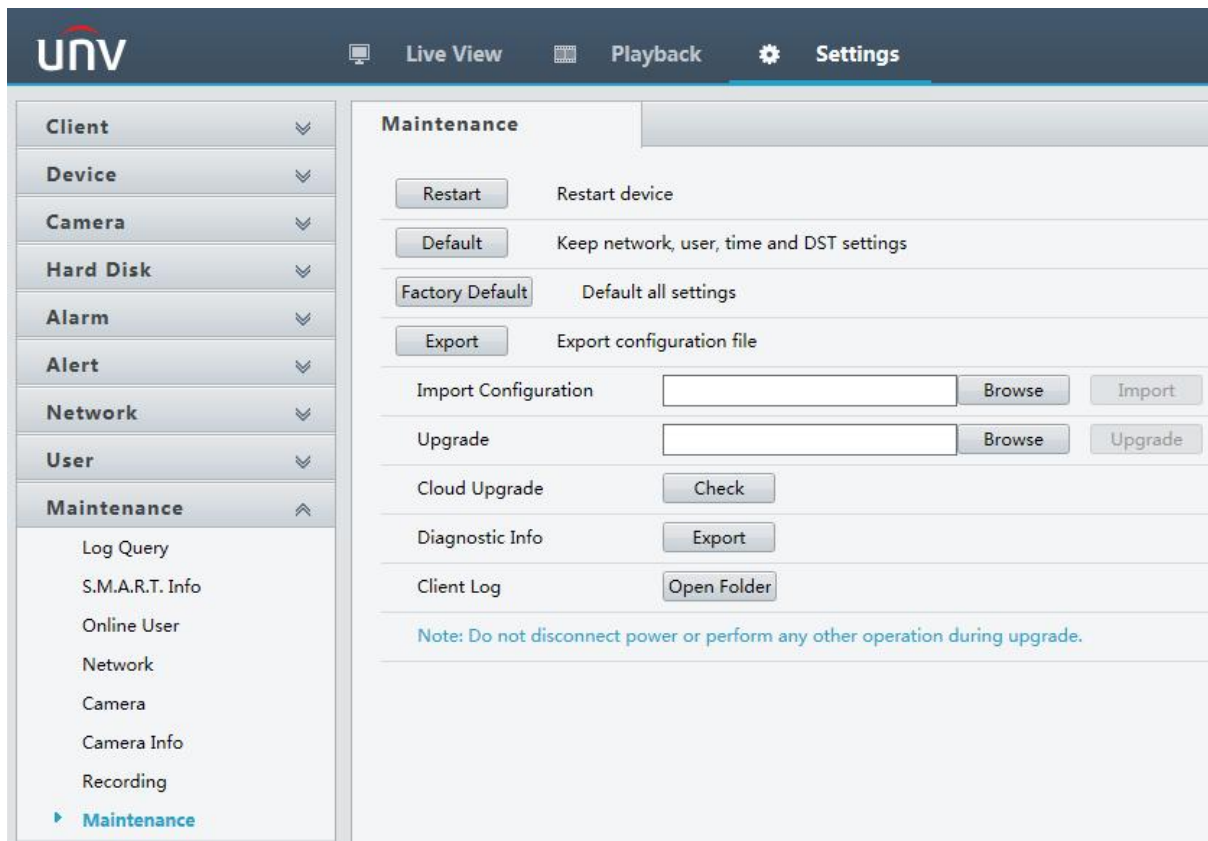 unv
Live View Playback Settings
Client
Device
Camera
Hard Disk
Alarm
Alert
Network
User
Maintenance
Log Query
S.M.A.R.T. Info
Online User
Network
Camera
Camera Info
Recording
Maintenance
Maintenance
Restart Restart device
Default Keep network, user, time and DST settings
Factory Default Default all settings
Export Export configuration file
Import Configuration Browse Import
Upgrade Browse Upgrade
Cloud Upgrade Check
Diagnostic Info Export
Client Log Open Folder
Note: Do not disconnect power or perform any other operation during upgrade.